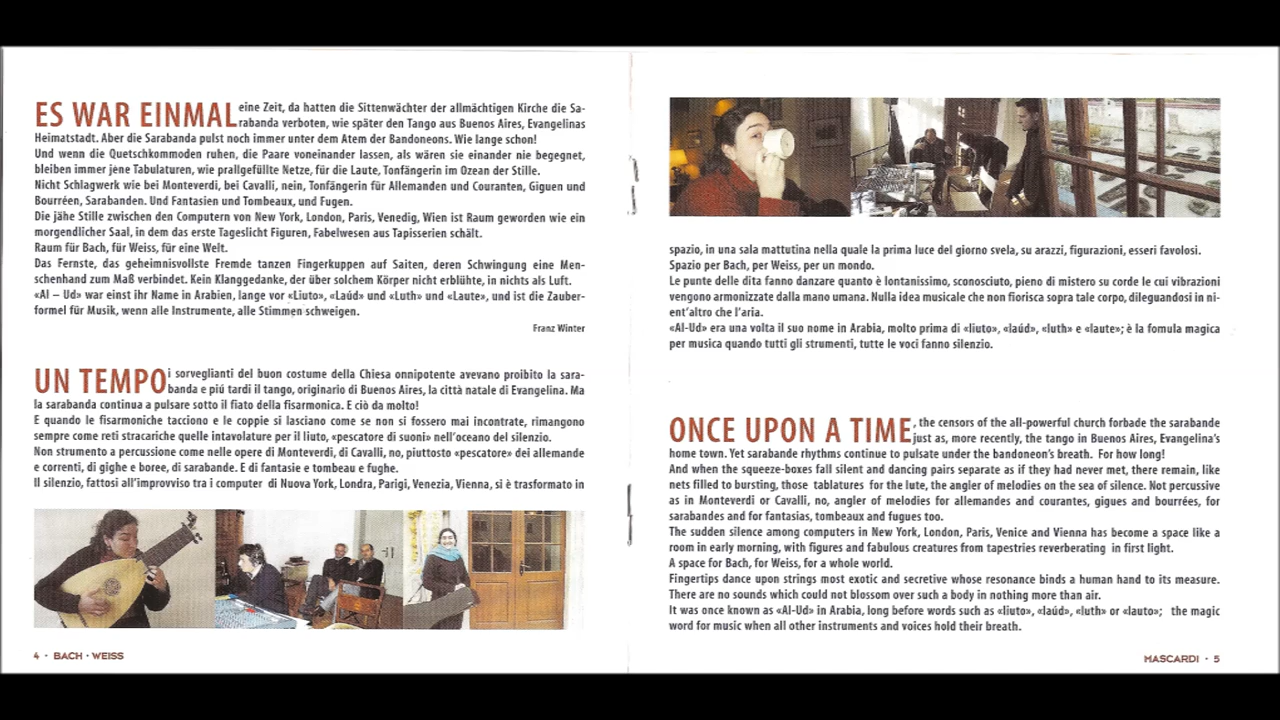 ES WAR EINMAL eine Zeit, da hatten die Sittenwächter der allmächtigen Kirche die Sa-
rabanda verboten, wie später den Tango aus Buenos Aires, Evangelinas
Heimatstadt. Aber die Sarabanda pulst noch immer unter dem Atem der Bandoneons. Wie lange schon!
Und wenn die Quetschkommoden ruhen, die Paare voneinander lassen, als wären sie einander nie begegnet,
bleiben immer jene Tabulaturen, wie prallgefüllte Netze, für die Laute, Tonfängerin im Ozean der Stille.
Nicht Schlagwerk wie bei Monteverdi, bei Cavalli, nein, Tonfängerin für Allemanden und Couranten, Giguen und
Bourréen, Sarabanden. Und Fantasien und Tombeaux, und Fugen.
Die jähe Stille zwischen den Computern von New York, London, Paris, Venedig, Wien ist Raum geworden wie ein
morgendlicher Saal, in dem das erste Tageslicht Figuren, Fabelwesen aus Tapisserien schält.
Raum für Bach, für Weiss, für eine Welt.
Das Fernste, das geheimnisvollste Fremde tanzen Fingerkuppen auf Saiten, deren Schwingung eine Men-
schenhand zum Maß verbindet. Kein Klanggedanke, der über solchem Körper nicht erblühte, in nichts als Luft.
«Al – Ud» war einst ihr Name in Arabien, lange vor «Liuto», «Laúd» und «Luth» und «Laute», und ist die Zauber-
formel für Musik, wenn alle Instrumente, alle Stimmen schweigen.
Franz Winter
UN TEMPO i sorveglianti del buon costume della Chiesa onnipotente avevano proibito la sara-
banda e piú tardi il tango, originario di Buenos Aires, la città natale di Evangelina. Ma
la sarabanda continua a pulsare sotto il fiato della fisarmonica. E ciò da molto!
E quando le fisarmoniche tacciono e le coppie si lasciano come se non si fossero mai incontrate, rimangono
sempre come reti stracariche quelle intavolature per il liuto, «pescatore di suoni» nell'oceano del silenzio.
Non strumento a percussione come nelle opere di Monteverdi, di Cavalli, no, piuttosto «pescatore» dei allemande
e correnti, di gighe e boree, di sarabande. E di fantasie e tombeau e fughe.
Il silenzio, fattosi all'improvviso tra i computer di Nuova York, Londra, Parigi, Venezia, Vienna, si è trasformato in
4 · BACH · WEISS
spazio, in una sala mattutina nella quale la prima luce del giorno svela, su arazzi, figurazioni, esseri favolosi.
Spazio per Bach, per Weiss, per un mondo.
Le punte delle dita fanno danzare quanto è lontanissimo, sconosciuto, pieno di mistero su corde le cui vibrazioni
vengono armonizzate dalla mano umana. Nulla idea musicale che non fiorisca sopra tale corpo, dileguandosi in ni-
ent'altro che l'aria.
«Al-Ud» era una volta il suo nome in Arabia, molto prima di «liuto», «laúd», «luth» e «laute»; è la fomula magica
per musica quando tutti gli strumenti, tutte le voci fanno silenzio.
ONCE UPON A TIME, the censors of the all-powerful church forbade the sarabande
just as, more recently, the tango in Buenos Aires, Evangelina's
home town. Yet sarabande rhythms continue to pulsate under the bandoneon's breath. For how long!
And when the squeeze-boxes fall silent and dancing pairs separate as if they had never met, there remain, like
nets filled to bursting, those tablatures for the lute, the angel of melodies on the sea of silence. Not percussive
as in Monteverdi or Cavalli, no, angel of melodies for allemandes and courantes, gigues and bourrées, for
sarabandes and for fantasias, tombeaux and fugues too.
The sudden silence among computers in New York, London, Paris, Venice and Vienna has become a space like a
room in early morning, with figures and fabulous creatures from tapestries reverberating in first light.
A space for Bach, for Weiss, for a whole world.
Fingertips dance upon strings most exotic and secretive whose resonance binds a human hand to its measure.
There are no sounds which could not blossom over such a body in nothing more than air.
It was once known as «Al-Ud» in Arabia, long before words such as «liuto», «laúd», «luth» or «lauto»; the magic
word for music when all other instruments and voices hold their breath.
MASCARDI · 5